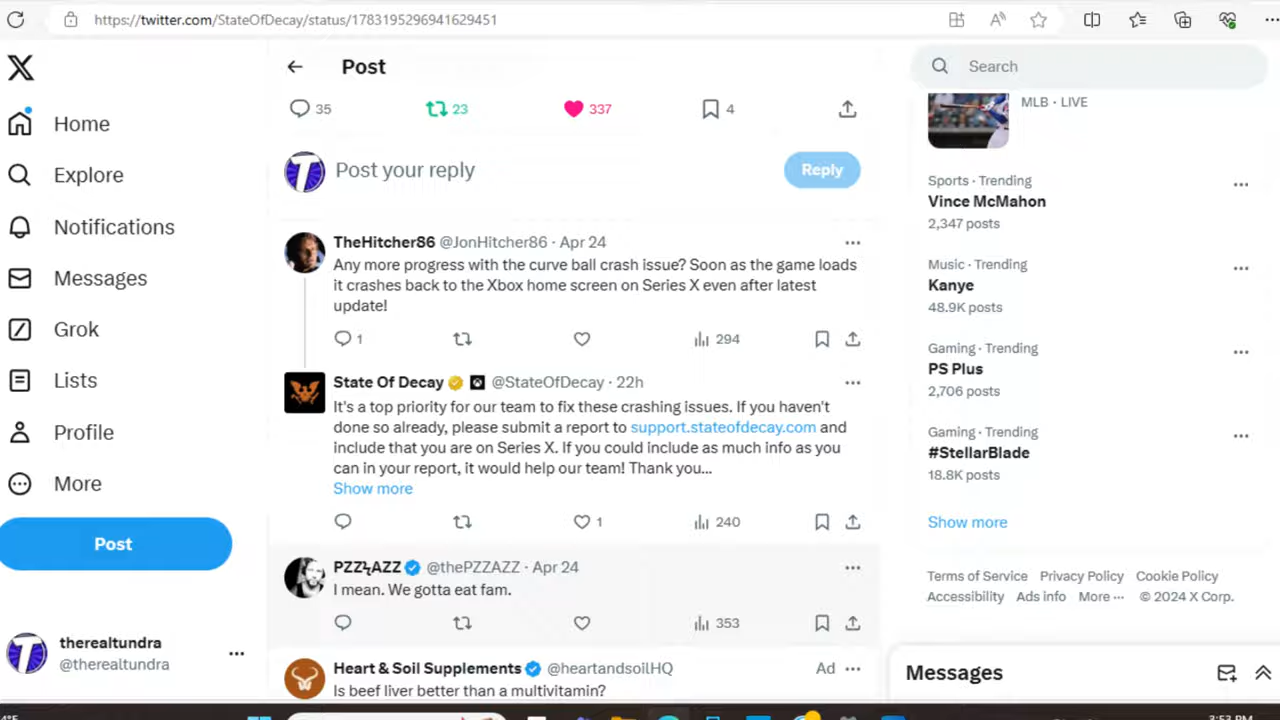 https://twitter.com/StateOfDecay/status/1783195296941629451
Home
Explore
Notifications
Messages
Grok
Lists
Profile
More
Post
therealtundra
@therealtundra
Post
35 23 337 4
Post your reply
Reply
TheHitcher86 @JonHitcher86 · Apr 24
Any more progress with the curve ball crash issue? Soon as the game loads
it crashes back to the Xbox home screen on Series X even after latest
update!
1 294
State Of Decay @StateOfDecay · 22h
It's a top priority for our team to fix these crashing issues. If you haven't
done so already, please submit a report to support.stateofdecay.com and
include that you are on Series X. If you could include as much info as you
can in your report, it would help our team! Thank you...
Show more
1 240
PZZϟAZZ @thePZZAZZ · Apr 24
I mean. We gotta eat fam.
353
Heart & Soil Supplements @heartandsoilHQ Ad
Is beef liver better than a multivitamin?
Search
MLB · LIVE
Sports · Trending
Vince McMahon
2,347 posts
Music · Trending
Kanye
48.9K posts
Gaming · Trending
PS Plus
2,706 posts
Gaming · Trending
#StellarBlade
18.8K posts
Show more
Terms of Service Privacy Policy Cookie Policy
Accessibility Ads info More ··· © 2024 X Corp.
Messages